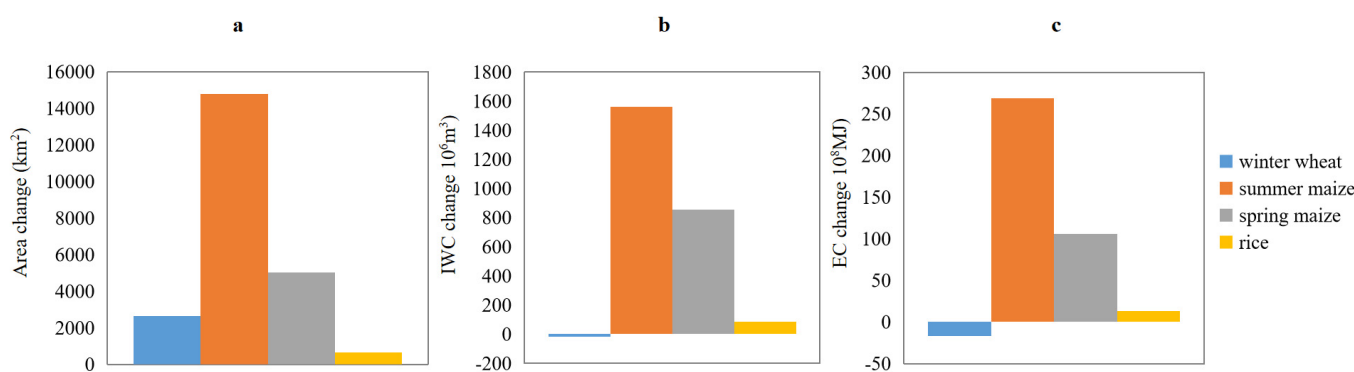 a
Area change (km²)
16000
14000
12000
10000
8000
6000
4000
2000
0
b
IWC change 10⁶m³)
1800
1600
1400
1200
1000
800
600
400
200
0
-200
c
EC change 10⁸MJ)
300
250
200
150
100
50
0
-50
winter wheat
summer maize
spring maize
rice